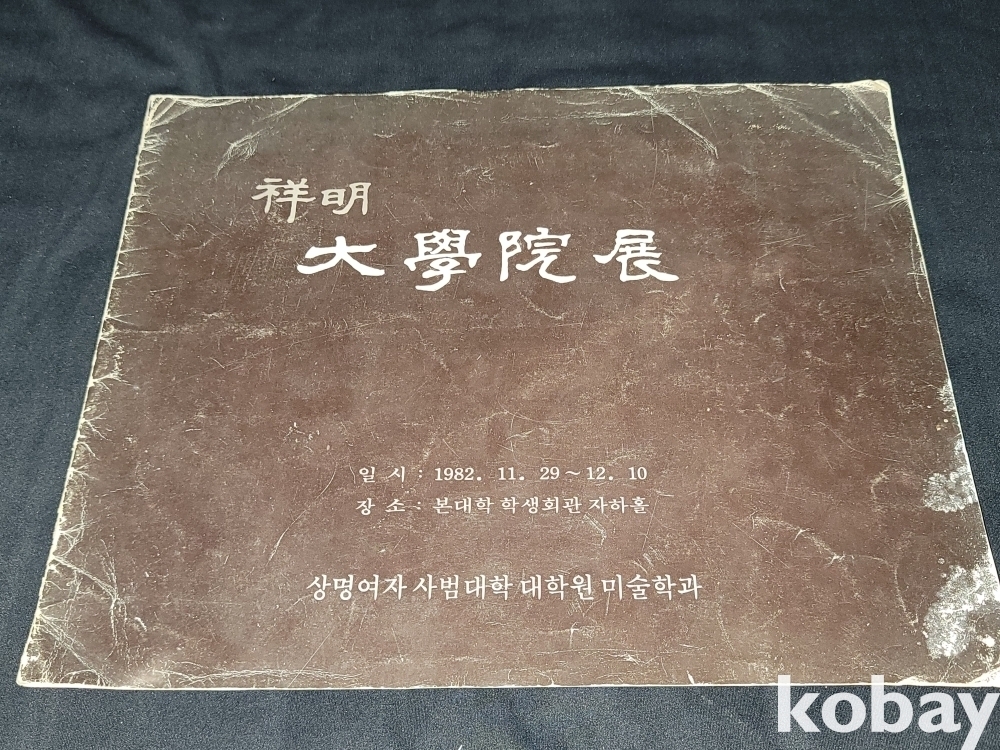 祥明
大學院展
일 시 : 1982. 11. 29 ~ 12. 10
장 소 : 본대학 학생회관 자하홀
상명여자 사범대학 대학원 미술학과
kobay